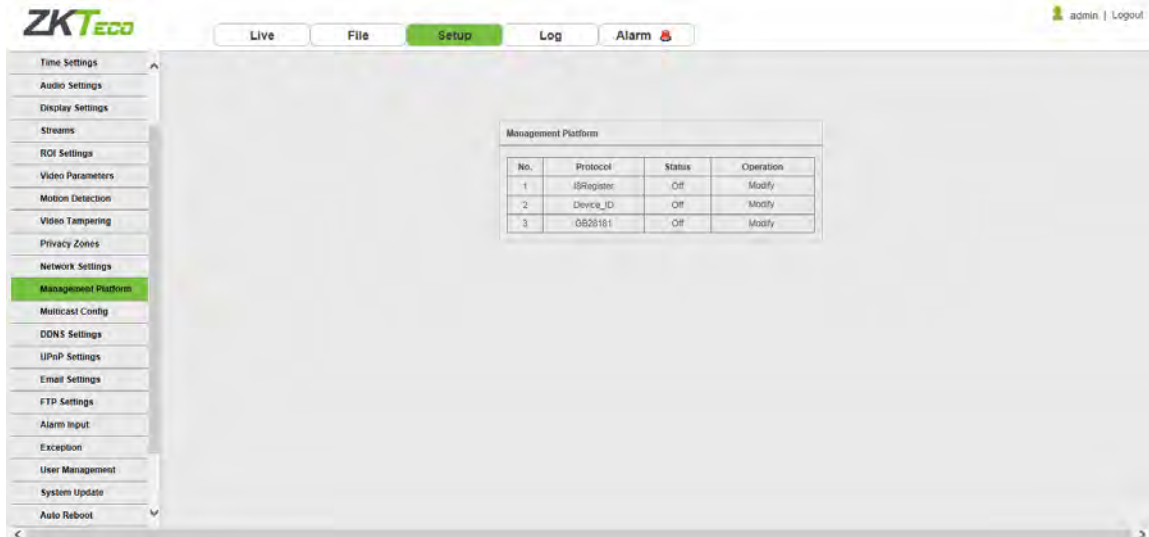 ZKTECO
admin | Logout
Live File Setup Log Alarm
Time Settings
Audio Settings
Display Settings
Streams
ROI Settings
Video Parameters
Motion Detection
Video Tampering
Privacy Zones
Network Settings
Management Platform
Multicast Config
DDNS Settings
UPnP Settings
Email Settings
FTP Settings
Alarm Input
Exception
User Management
System Update
Auto Reboot
Management Platform
No. Protocol Status Operation
1 ISRegister Off Modify
2 Device_ID Off Modify
3 GB28181 Off Modify